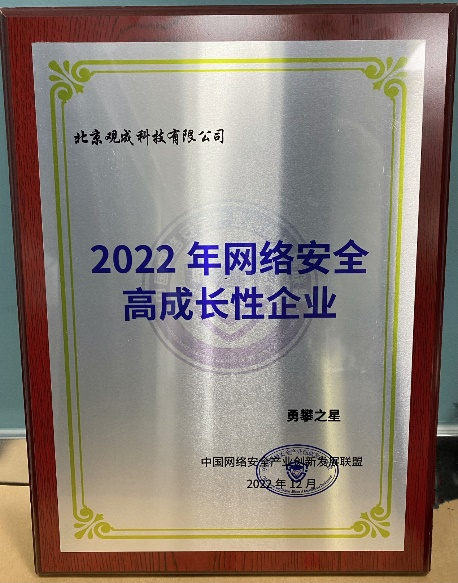 北京观成科技有限公司
2022 年网络安全
高成长性企业
勇攀之星
中国网络安全产业创新发展联盟
2022 年 12 月